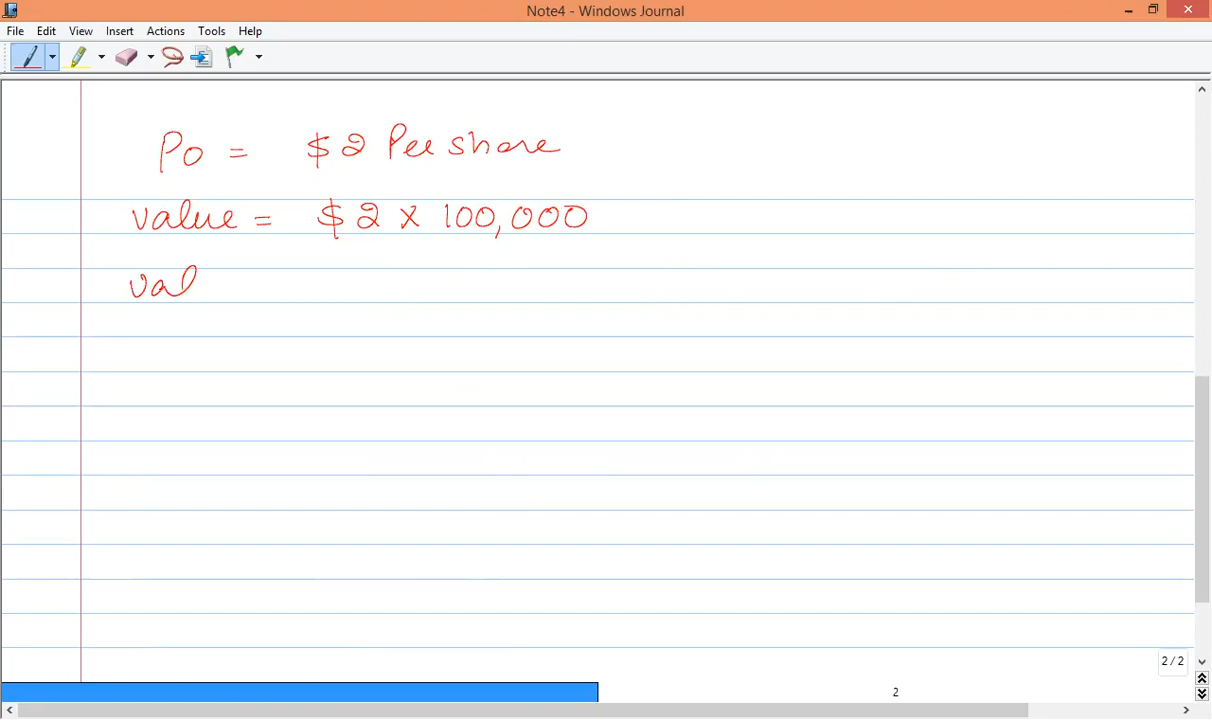 Note4 - Windows Journal
File Edit View Insert Actions Tools Help
Po = $2 Per share
value = $2 x 100,000
val
2 / 2
2